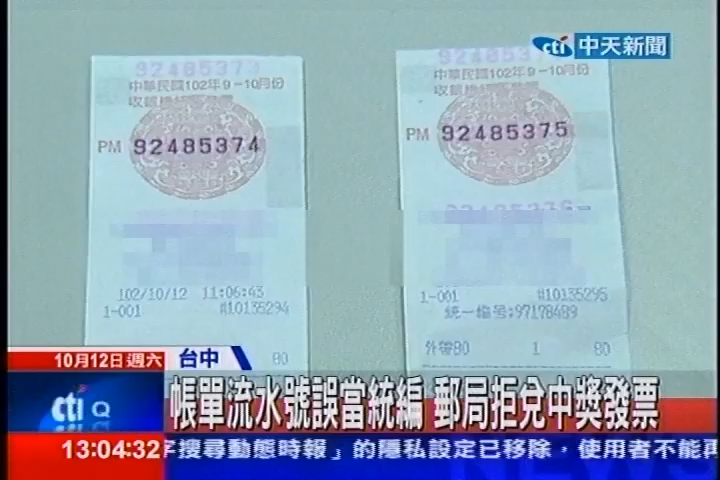 cti 中天新聞
92485373
中華民國102年9-10月份
PM 92485374
102/10/12 11:06:43
1-001 #10135294
80
中華民國102年9-10月份
PM 92485375
1-001 #10135295
統一編號:97178489
外帶80 1 80
10月12日週六 台中
帳單流水號誤當統編 郵局拒兌中獎發票
cti Q
13:04:32
字搜尋動態時報」的隱私設定已移除，使用者不能再
NEWS